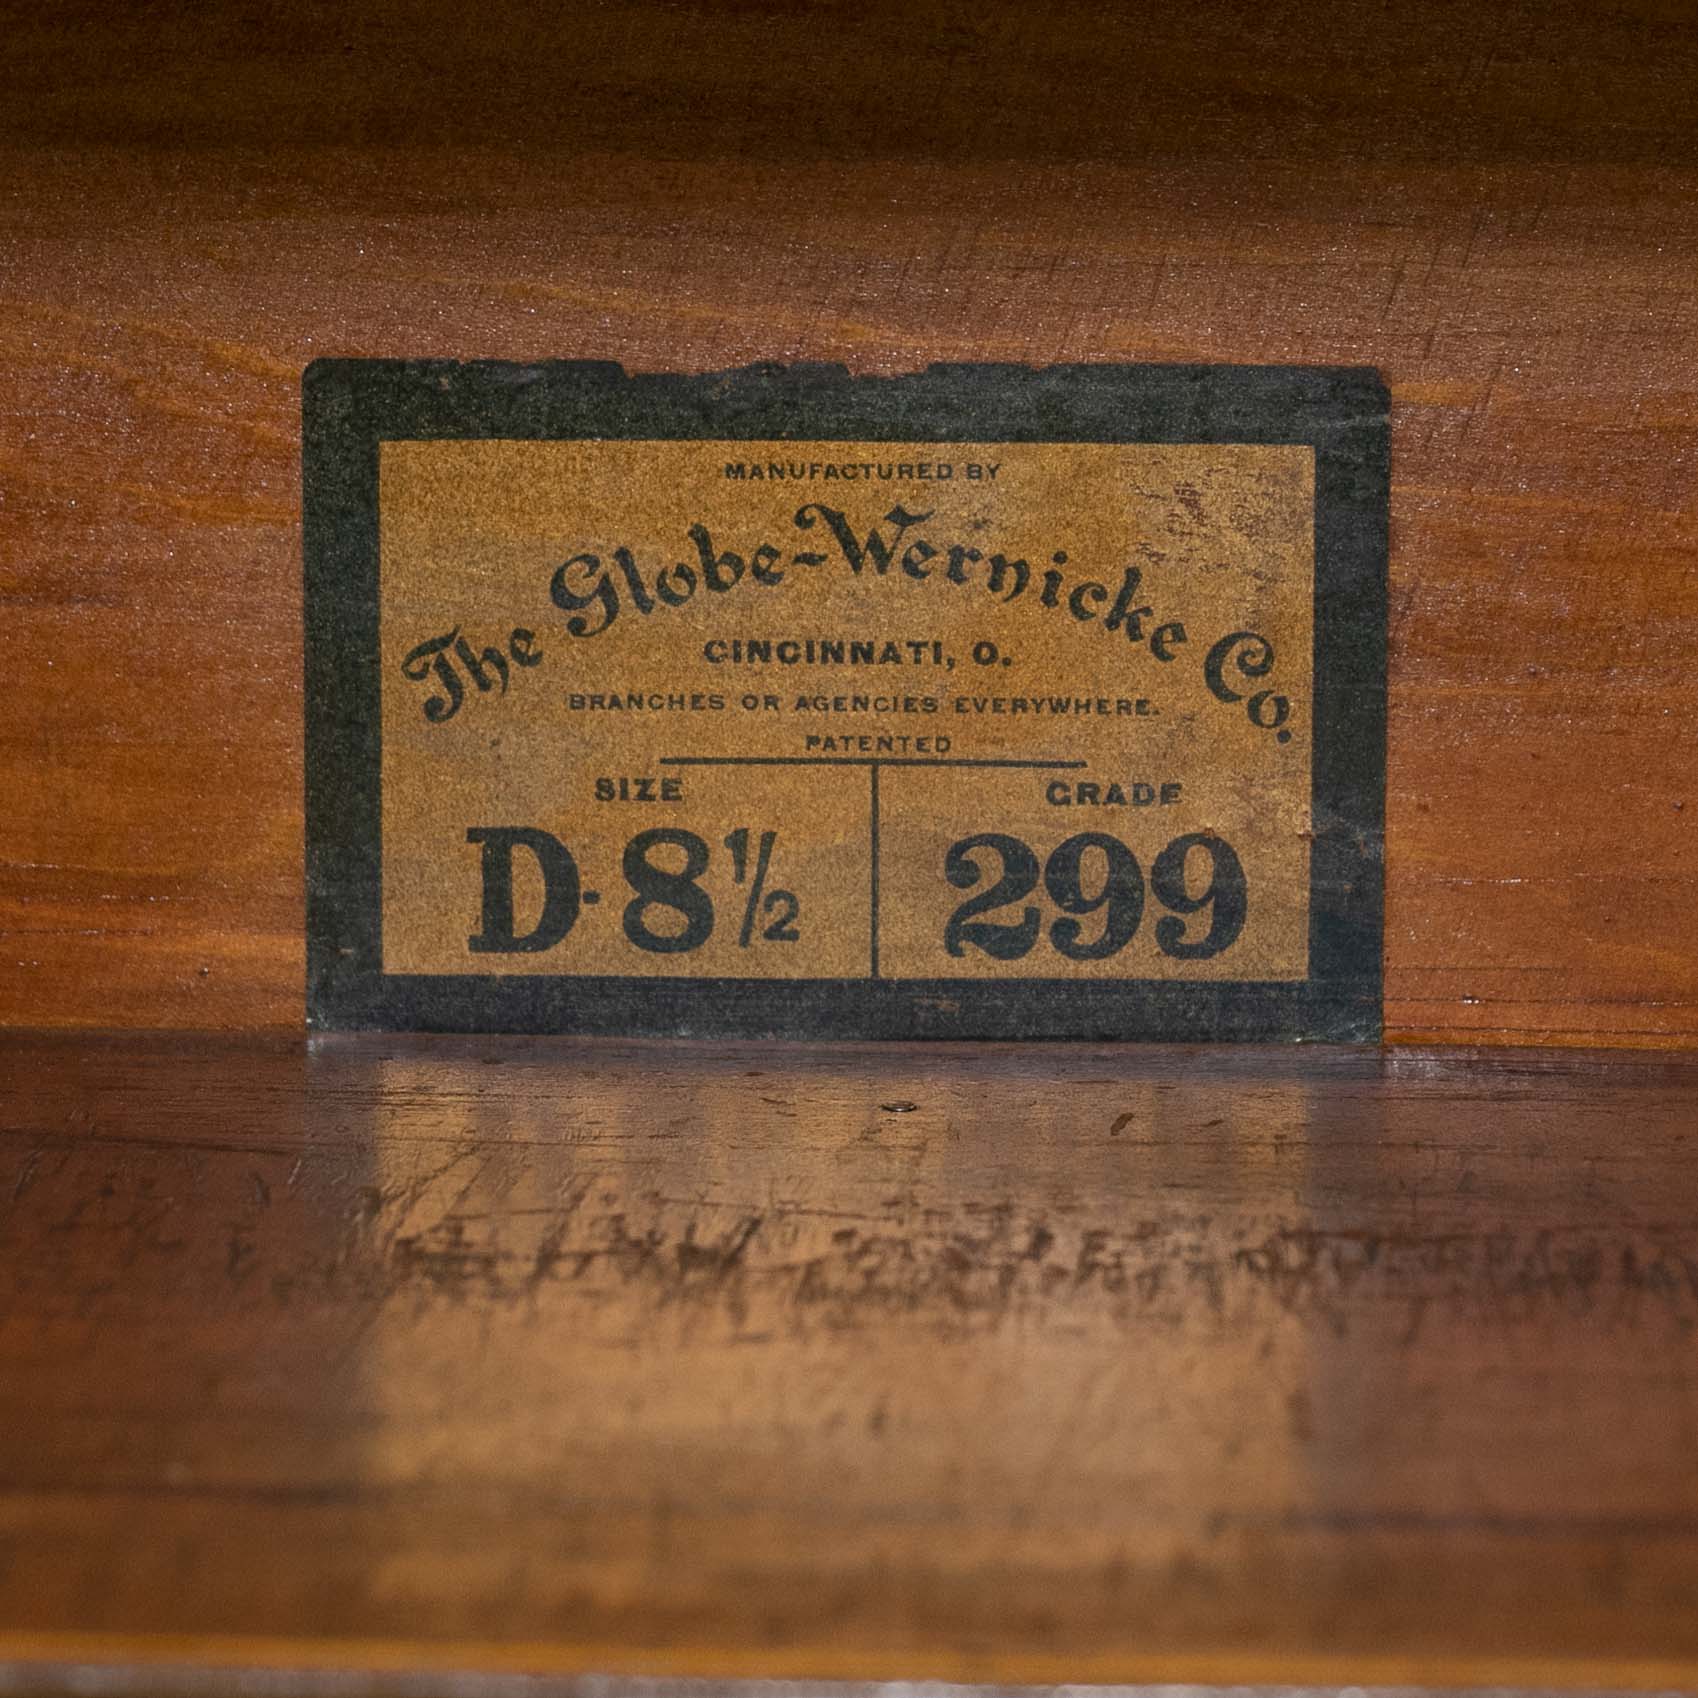 MANUFACTURED BY
The Globe-Wernicke Co.
CINCINNATI, O.
BRANCHES OR AGENCIES EVERYWHERE.
PATENTED
SIZE
D-8½
GRADE
299